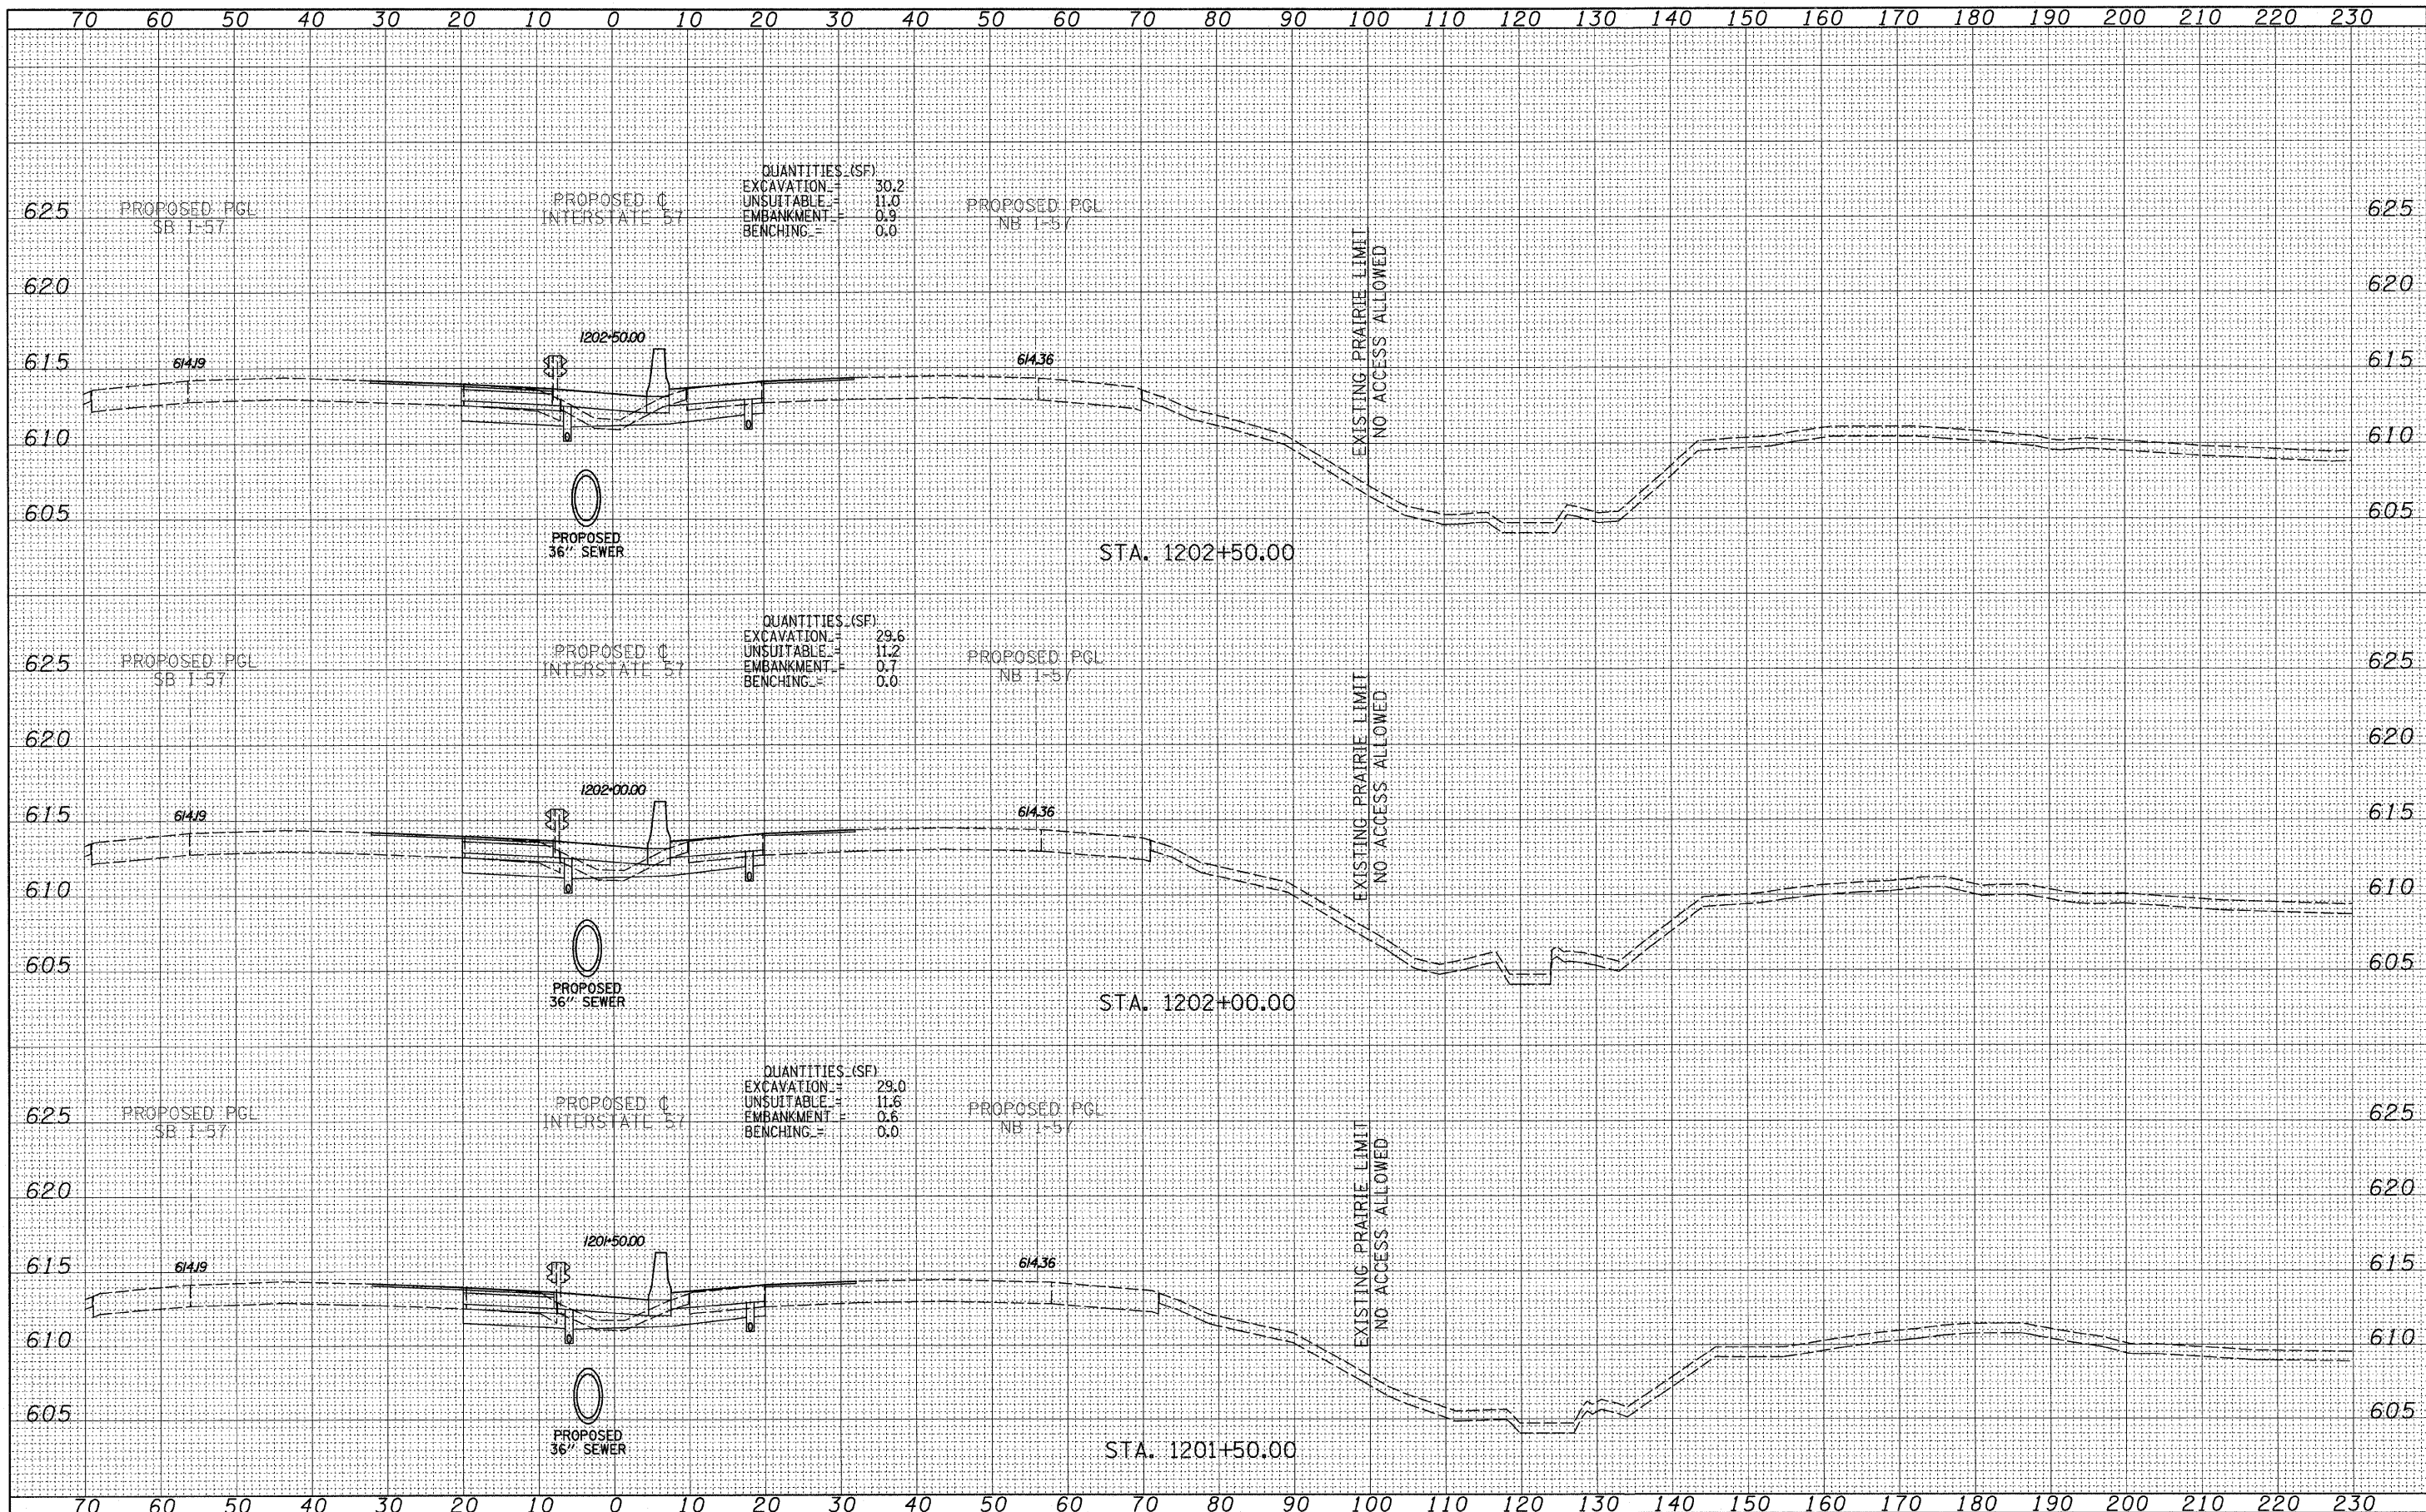 70 60 50 40 30 20 10 0 10 20 30 40 50 60 70 80 90 100 110 120 130 140 150 160 170 180 190 200 210 220 230
QUANTITIES (SF)
EXCAVATION = 30.2
UNSUITABLE = 11.0
EMBANKMENT = 0.9
BENCHING = 0.0
PROPOSED PGL
SB I-57
PROPOSED ℄
INTERSTATE 57
PROPOSED PGL
NB I-57
625 625
620 620
615 615
610 610
605 605
EXISTING PRAIRIE LIMIT
NO ACCESS ALLOWED
1202+50.00
614.19
614.36
PROPOSED
36" SEWER
STA. 1202+50.00
QUANTITIES (SF)
EXCAVATION = 29.6
UNSUITABLE = 11.2
EMBANKMENT = 0.7
BENCHING = 0.0
PROPOSED PGL
SB I-57
PROPOSED ℄
INTERSTATE 57
PROPOSED PGL
NB I-57
625 625
620 620
615 615
610 610
605 605
EXISTING PRAIRIE LIMIT
NO ACCESS ALLOWED
1202+00.00
614.19
614.36
PROPOSED
36" SEWER
STA. 1202+00.00
QUANTITIES (SF)
EXCAVATION = 29.0
UNSUITABLE = 11.6
EMBANKMENT = 0.6
BENCHING = 0.0
PROPOSED PGL
SB I-57
PROPOSED ℄
INTERSTATE 57
PROPOSED PGL
NB I-57
625 625
620 620
615 615
610 610
605 605
EXISTING PRAIRIE LIMIT
NO ACCESS ALLOWED
1201+50.00
614.19
614.36
PROPOSED
36" SEWER
STA. 1201+50.00
70 60 50 40 30 20 10 0 10 20 30 40 50 60 70 80 90 100 110 120 130 140 150 160 170 180 190 200 210 220 230